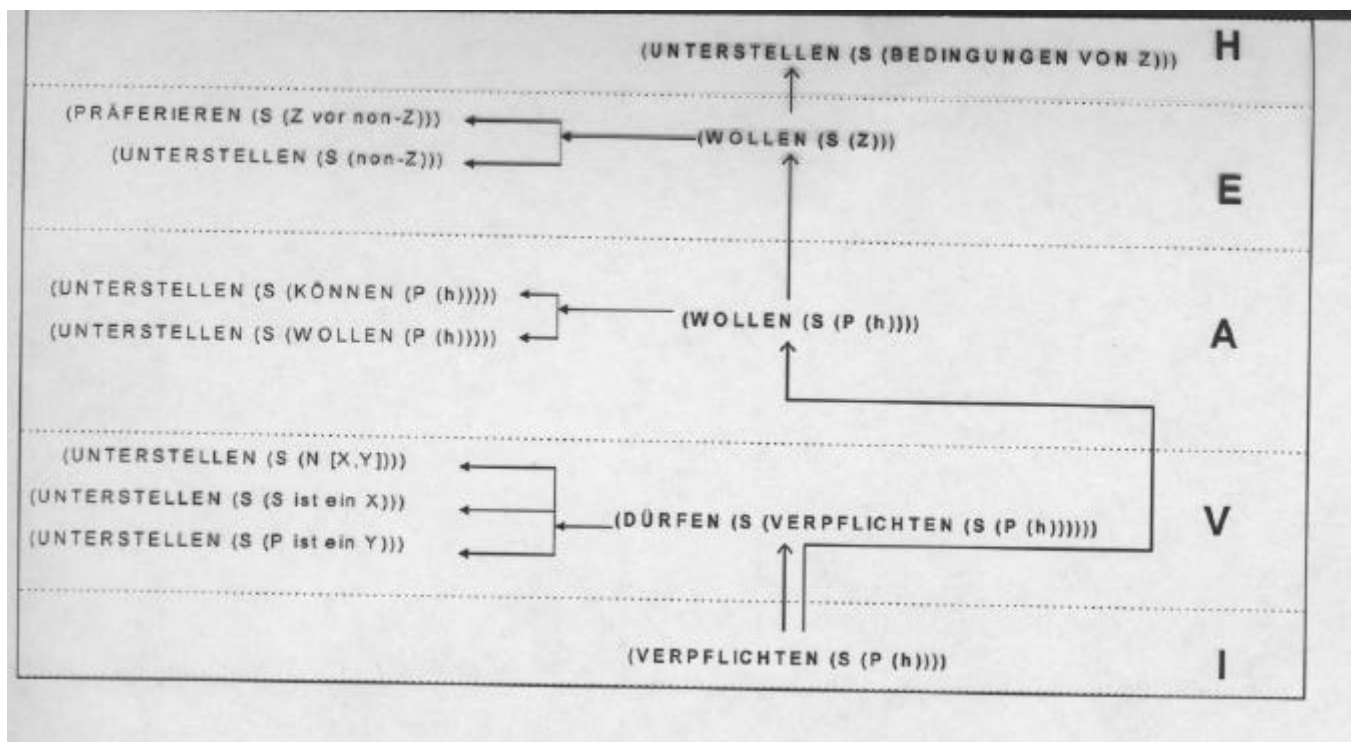 (UNTERSTELLEN (S (BEDINGUNGEN VON Z))) H
(PRÄFERIEREN (S (Z vor non-Z)))
(WOLLEN (S (Z)))
(UNTERSTELLEN (S (non-Z)))
E
(UNTERSTELLEN (S (KÖNNEN (P (h)))))
(WOLLEN (S (P (h))))
(UNTERSTELLEN (S (WOLLEN (P (h)))))
A
(UNTERSTELLEN (S (N [X,Y])))
(UNTERSTELLEN (S (S ist ein X)))
(DÜRFEN (S (VERPFLICHTEN (S (P (h)))))) V
(UNTERSTELLEN (S (P ist ein Y)))
(VERPFLICHTEN (S (P (h)))) I